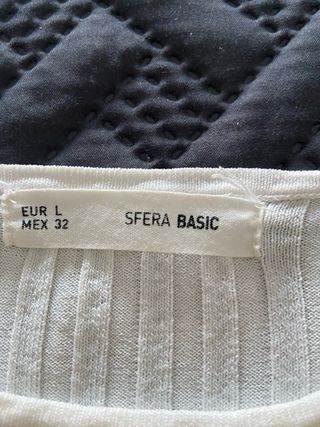 EUR L
MEX 32
SFERA BASIC